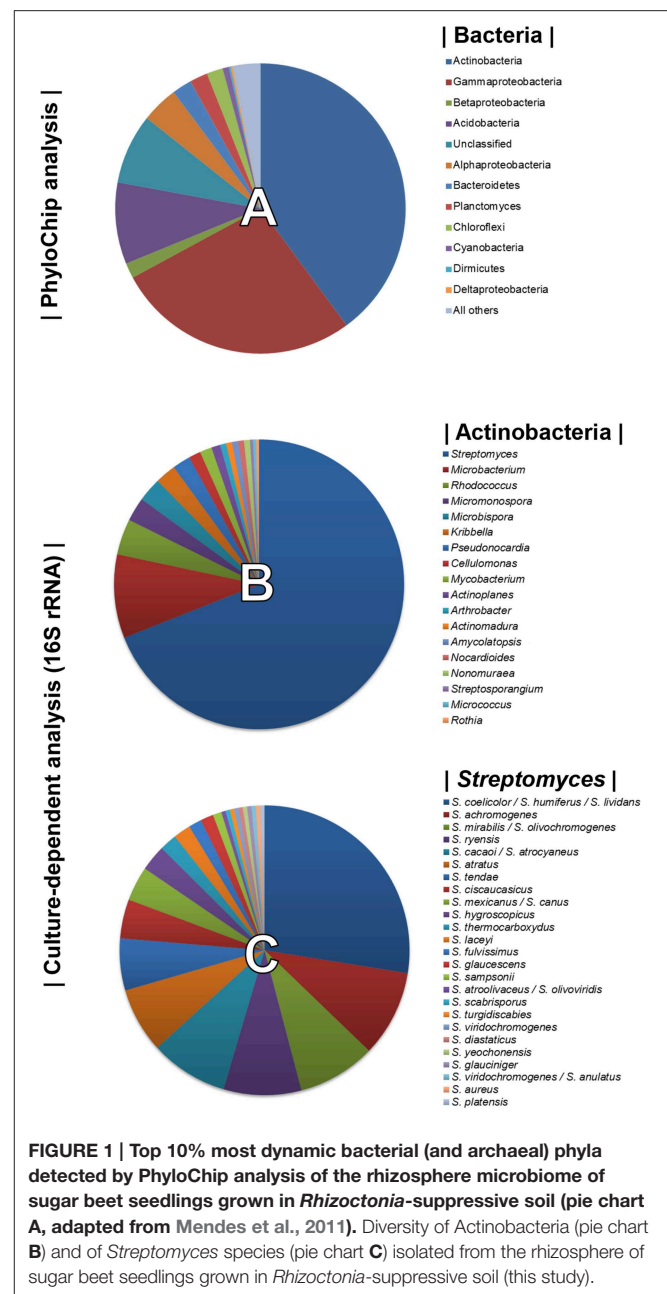 | PhyloChip analysis |
A
| Bacteria |
Actinobacteria
Gammaproteobacteria
Betaproteobacteria
Acidobacteria
Unclassified
Alphaproteobacteria
Bacteroidetes
Planctomyces
Chloroflexi
Cyanobacteria
Dirmicutes
Deltaproteobacteria
All others
| Culture-dependent analysis (16S rRNA) |
B
| Actinobacteria |
Streptomyces
Microbacterium
Rhodococcus
Micromonospora
Microbispora
Kribbella
Pseudonocardia
Cellulomonas
Mycobacterium
Actinoplanes
Arthrobacter
Actinomadura
Amycolatopsis
Nocardioides
Nonomuraea
Streptosporangium
Micrococcus
Rothia
C
| Streptomyces |
S. coelicolor / S. humiferus / S. lividans
S. achromogenes
S. mirabilis / S. olivochromogenes
S. ryensis
S. cacaoi / S. atrocyaneus
S. atratus
S. tendae
S. ciscaucasicus
S. mexicanus / S. canus
S. hygroscopicus
S. thermocarboxydus
S. laceyi
S. fulvissimus
S. glaucescens
S. sampsonii
S. atroolivaceus / S. olivoviridis
S. scabrisporus
S. turgidiscabies
S. viridochromogenes
S. diastaticus
S. yeochonensis
S. glauciniger
S. viridochromogenes / S. anulatus
S. aureus
S. platensis
FIGURE 1 | Top 10% most dynamic bacterial (and archaeal) phyla
detected by PhyloChip analysis of the rhizosphere microbiome of
sugar beet seedlings grown in Rhizoctonia-suppressive soil (pie chart
A, adapted from Mendes et al., 2011). Diversity of Actinobacteria (pie chart
B) and of Streptomyces species (pie chart C) isolated from the rhizosphere of
sugar beet seedlings grown in Rhizoctonia-suppressive soil (this study).